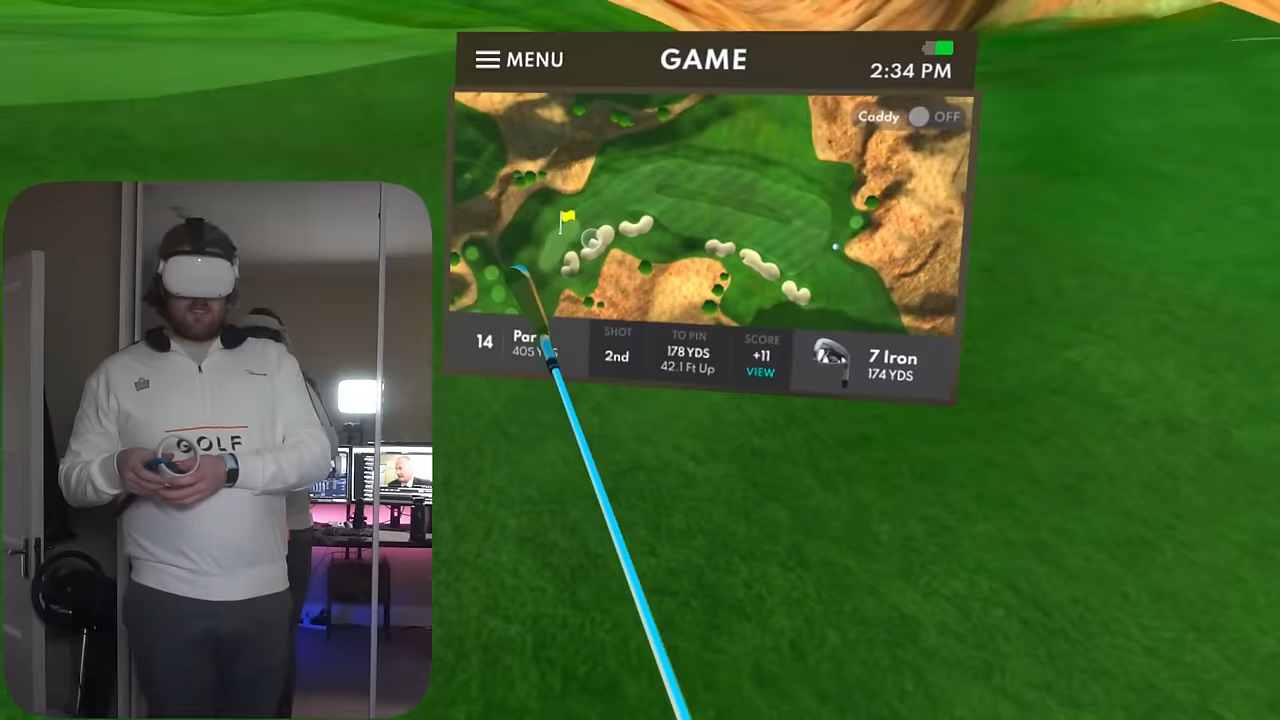 MENU
GAME
2:34 PM
Caddy OFF
14
Par
405
SHOT
2nd
TO PIN
178 YDS
42.1 Ft Up
SCORE
+11
VIEW
7 Iron
174 YDS
GOLF